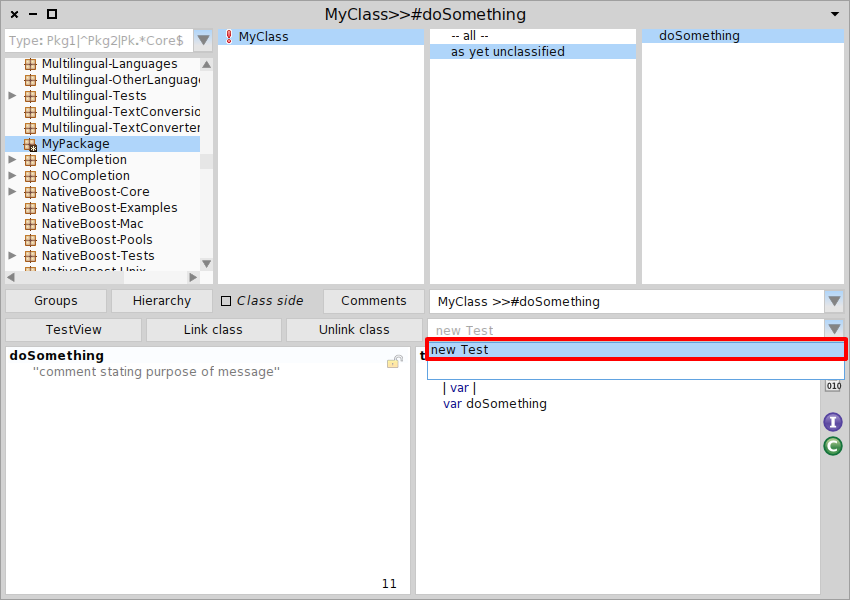 MyClass>>#doSomething
Type: Pkg1|^Pkg2|Pk.*Core$
Multilingual-Languages
Multilingual-OtherLanguage
Multilingual-Tests
Multilingual-TextConversio
Multilingual-TextConverter
MyPackage
NECompletion
NOCompletion
NativeBoost-Core
NativeBoost-Examples
NativeBoost-Mac
NativeBoost-Pools
NativeBoost-Tests
NativeBoost-Unix
MyClass
-- all --
as yet unclassified
doSomething
Groups
Hierarchy
Class side
Comments
MyClass >>#doSomething
TestView
Link class
Unlink class
new Test
new Test
doSomething
"comment stating purpose of message"
11
t
| var |
var doSomething
010
I
C